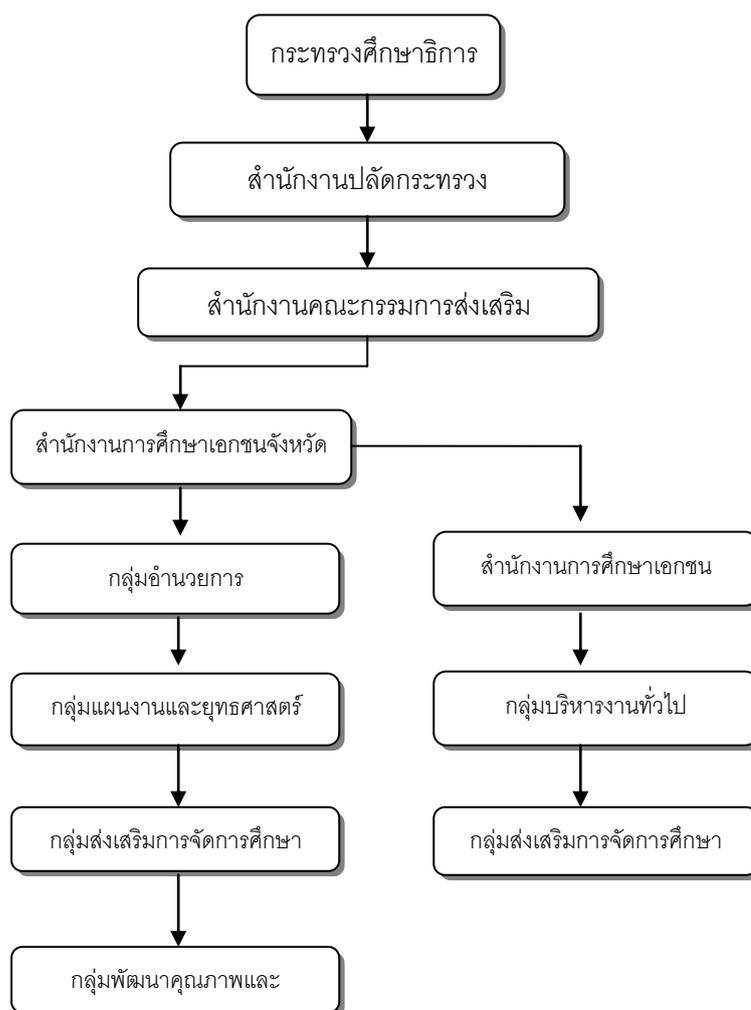 กระทรวงศึกษาธิการ
สำนักงานปลัดกระทรวง
สำนักงานคณะกรรมการส่งเสริม
สำนักงานการศึกษาเอกชนจังหวัด
กลุ่มอำนวยการ
กลุ่มแผนงานและยุทธศาสตร์
กลุ่มส่งเสริมการจัดการศึกษา
กลุ่มพัฒนาคุณภาพและ
สำนักงานการศึกษาเอกชน
กลุ่มบริหารงานทั่วไป
กลุ่มส่งเสริมการจัดการศึกษา